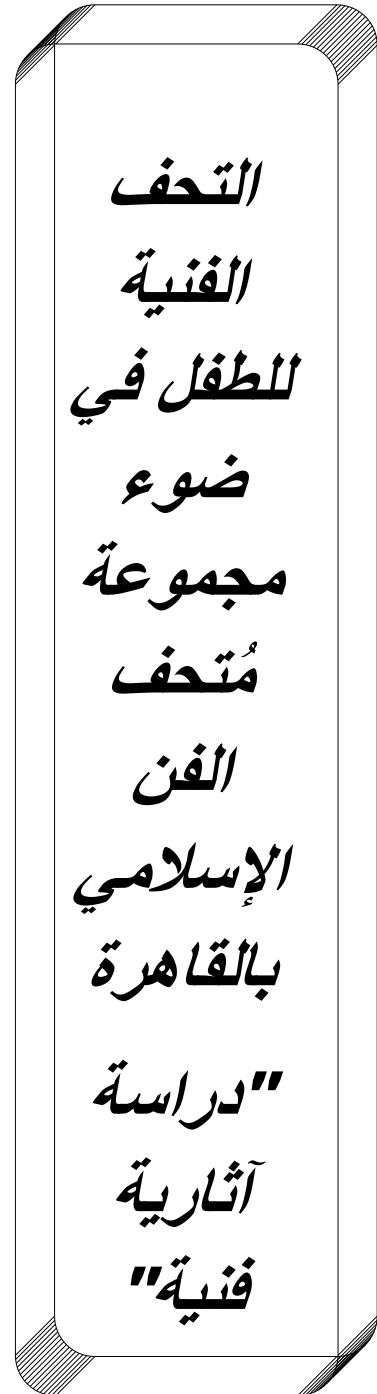 التحف
الفنية
للطفل في
ضوء
مجموعة
مُتحف
الفن
الإسلامي
بالقاهرة
"دراسة
آثارية
فنية"